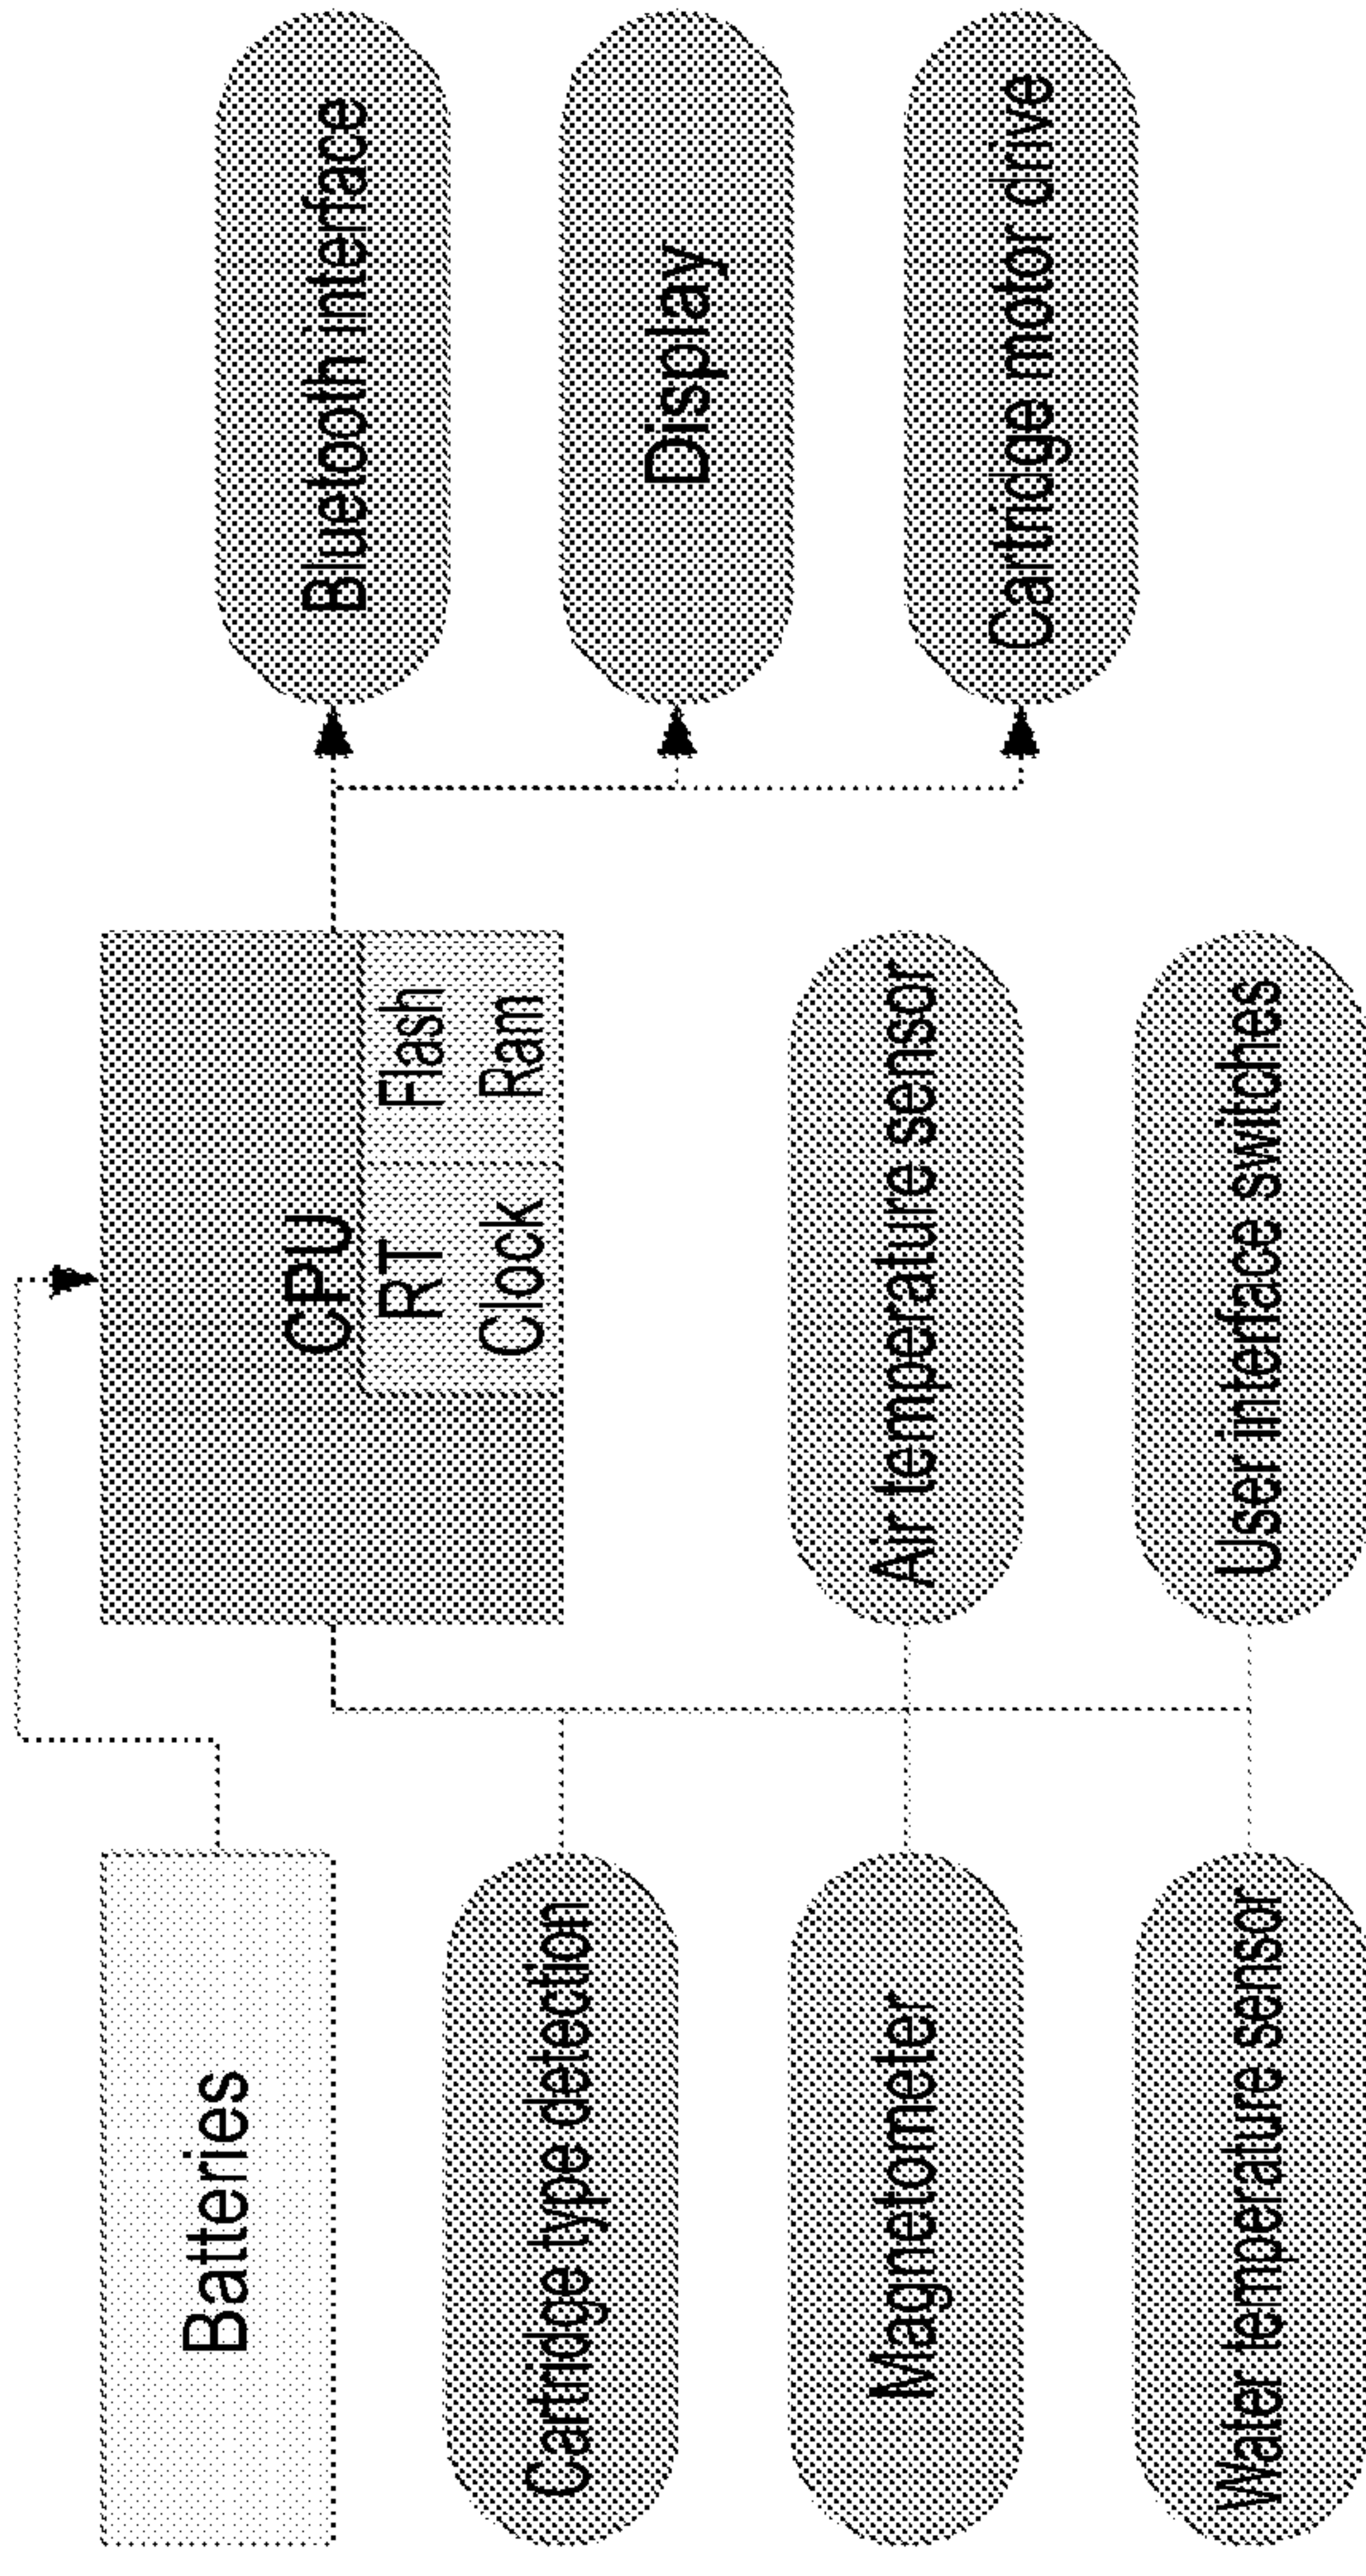 Batteries
CPU
RT
Clock
Flash
Ram
Bluetooth interface
Cartridge type detection
Display
Magnetometer
Air temperature sensor
Cartridge motor drive
Water temperature sensor
User interface switches